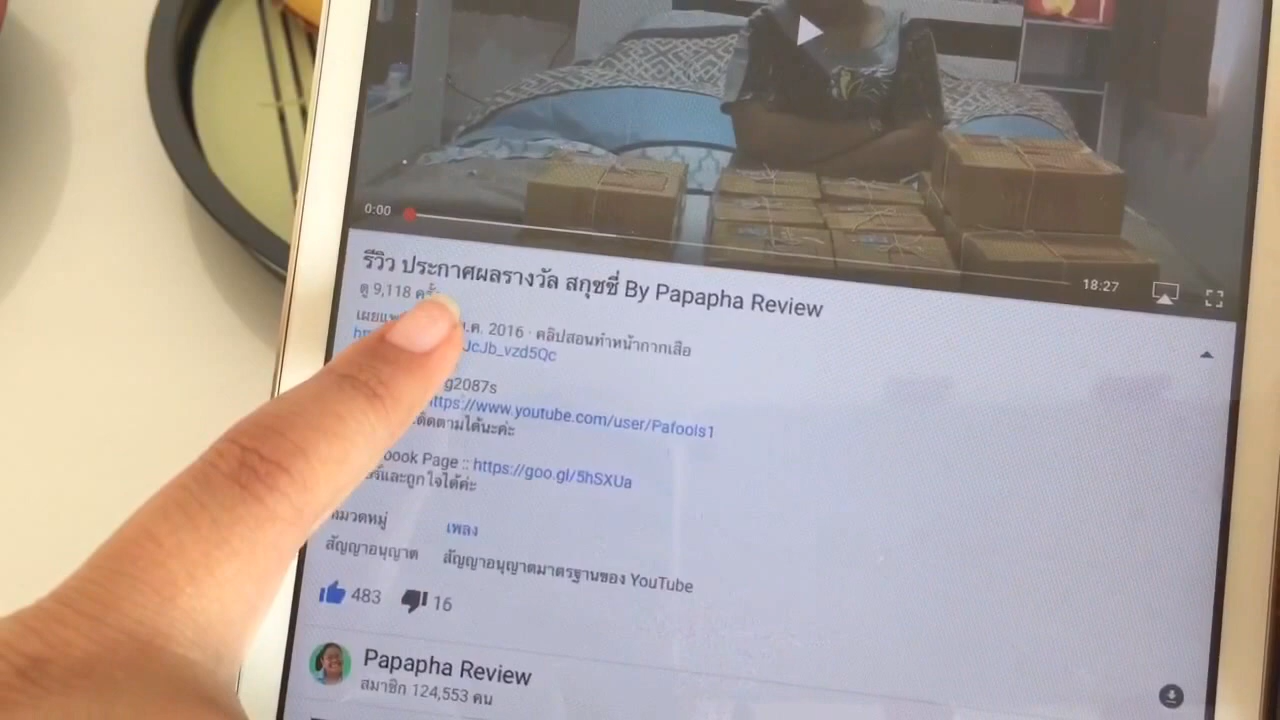 0:00
18:27
รีวิว ประกาศผลรางวัล สกุชชี่ By Papapha Review
ดู 9,118 ครั้ง
2016 · คลิปสอนทำหน้ากากเสือ
JcJb_vzd5Qc
g2087s
ttps://www.youtube.com/user/Pafools1
ติดตามได้นะค่ะ
book Page :: https://goo.gl/5hSXUa
ร์และถูกใจได้ค่ะ
หมวดหมู่ เพลง
สัญญาอนุญาต สัญญาอนุญาตมาตรฐานของ YouTube
483 16
Papapha Review
สมาชิก 124,553 คน